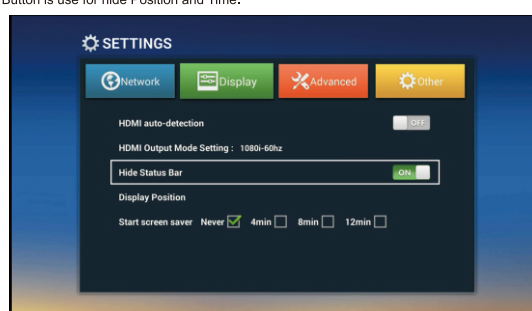 Button is use for hide Position and Time.
SETTINGS
Network Display Advanced Other
HDMI auto-detection OFF
HDMI Output Mode Setting : 1080i-60hz
Hide Status Bar ON
Display Position
Start screen saver Never 4min 8min 12min